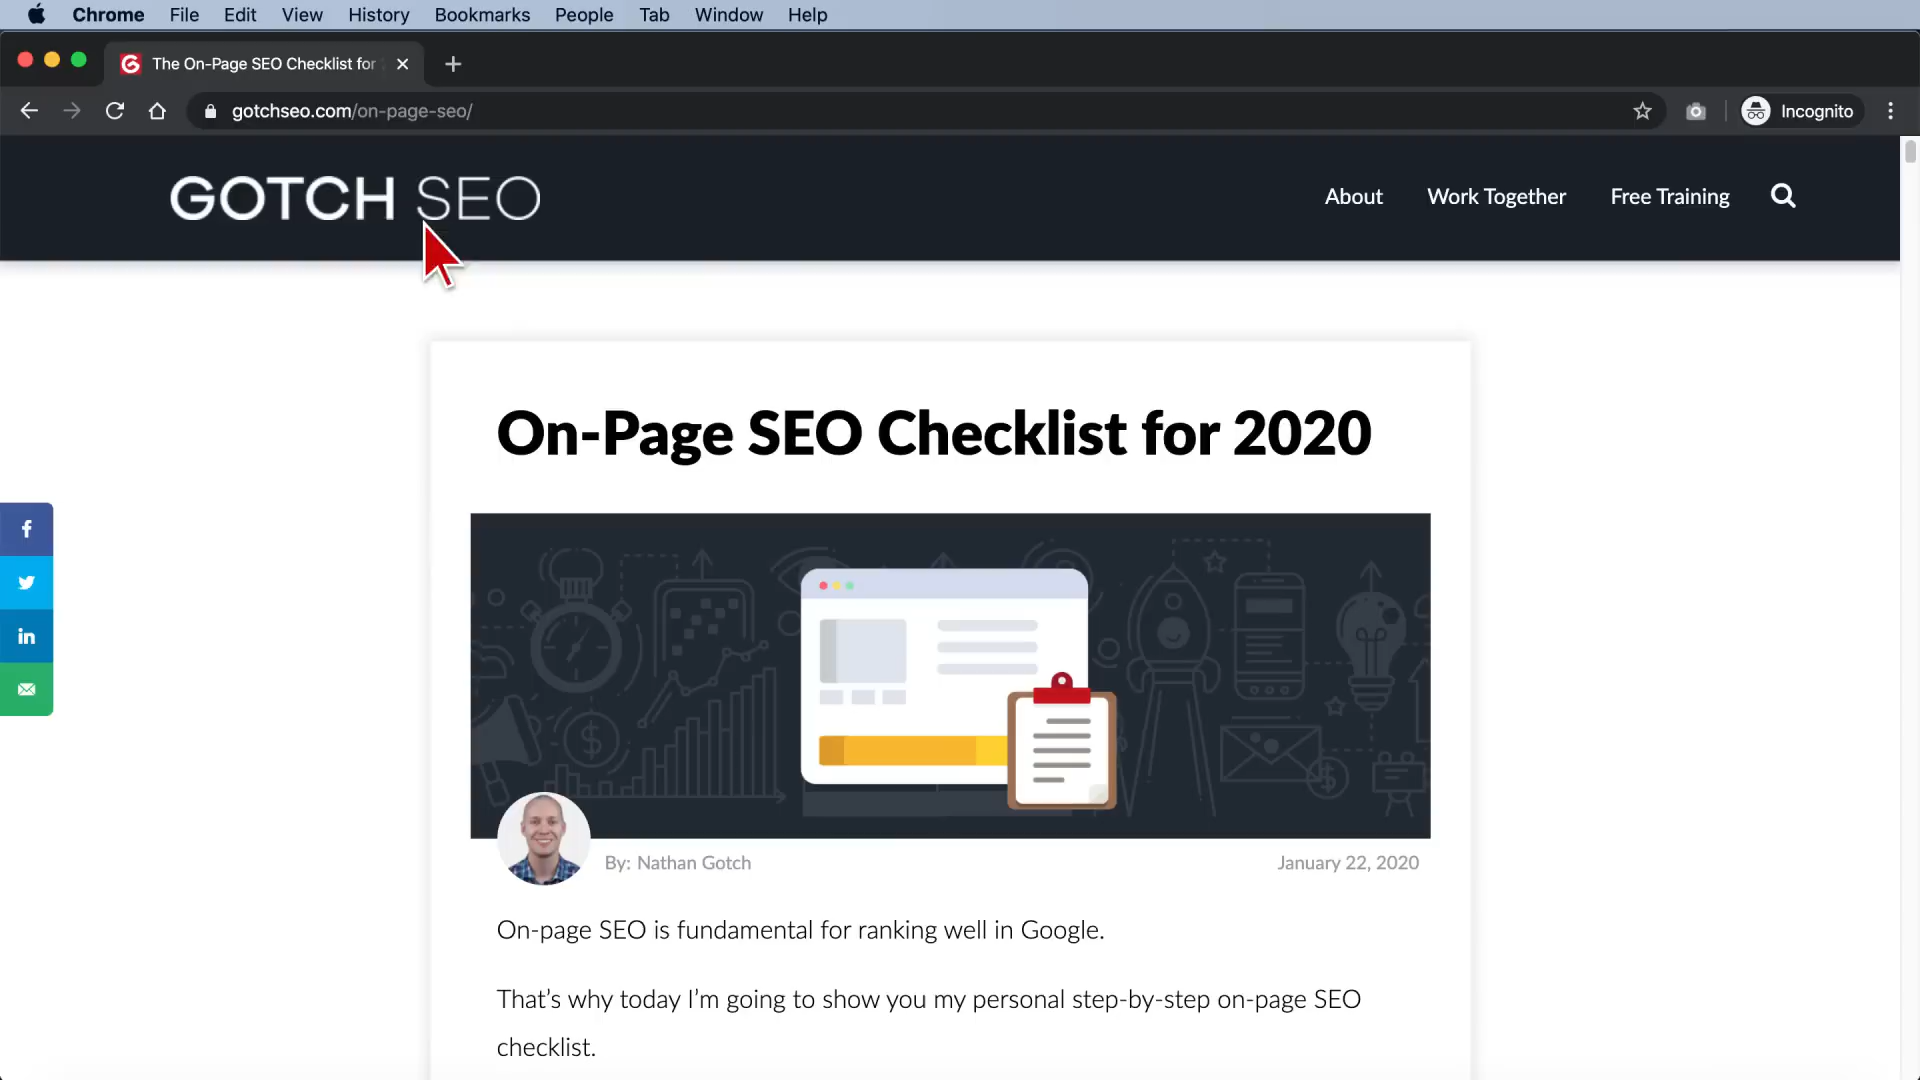 Chrome File Edit View History Bookmarks People Tab Window Help
The On-Page SEO Checklist for
gotchseo.com/on-page-seo/
Incognito
GOTCH SEO
About Work Together Free Training
On-Page SEO Checklist for 2020
By: Nathan Gotch
January 22, 2020
On-page SEO is fundamental for ranking well in Google.
That’s why today I’m going to show you my personal step-by-step on-page SEO
checklist.